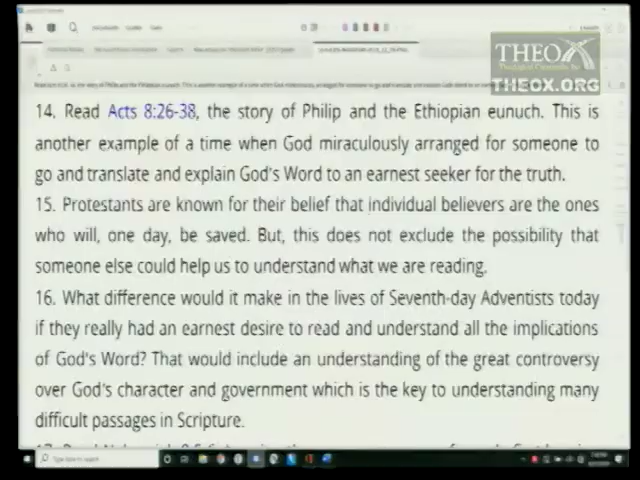 THEOX
THEOX.ORG
14. Read Acts 8:26-38, the story of Philip and the Ethiopian eunuch. This is
another example of a time when God miraculously arranged for someone to
go and translate and explain God's Word to an earnest seeker for the truth.
15. Protestants are known for their belief that individual believers are the ones
who will, one day, be saved. But, this does not exclude the possibility that
someone else could help us to understand what we are reading.
16. What difference would it make in the lives of Seventh-day Adventists today
if they really had an earnest desire to read and understand all the implications
of God's Word? That would include an understanding of the great controversy
over God's character and government which is the key to understanding many
difficult passages in Scripture.
Type here to search